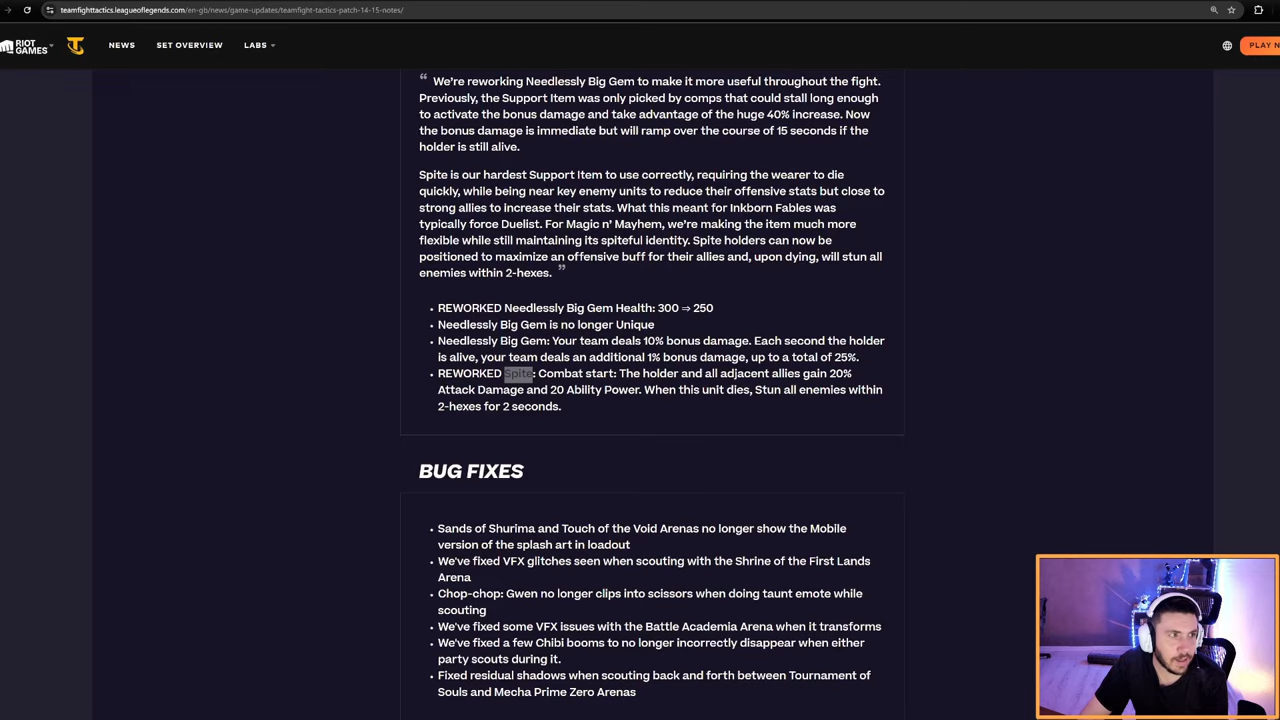 teamfighttactics.leagueoflegends.com/en-gb/news/game-updates/teamfight-tactics-patch-14-15-notes/
RIOT
GAMES
NEWS
SET OVERVIEW
LABS
PLAY N
“ We’re reworking Needlessly Big Gem to make it more useful throughout the fight.
Previously, the Support Item was only picked by comps that could stall long enough
to activate the bonus damage and take advantage of the huge 40% increase. Now
the bonus damage is immediate but will ramp over the course of 15 seconds if the
holder is still alive.
Spite is our hardest Support Item to use correctly, requiring the wearer to die
quickly, while being near key enemy units to reduce their offensive stats but close to
strong allies to increase their stats. What this meant for Inkborn Fables was
typically force Duelist. For Magic n’ Mayhem, we’re making the item much more
flexible while still maintaining its spiteful identity. Spite holders can now be
positioned to maximize an offensive buff for their allies and, upon dying, will stun all
enemies within 2-hexes. ”
• REWORKED Needlessly Big Gem Health: 300 ⇒ 250
• Needlessly Big Gem is no longer Unique
• Needlessly Big Gem: Your team deals 10% bonus damage. Each second the holder
is alive, your team deals an additional 1% bonus damage, up to a total of 25%.
• REWORKED Spite: Combat start: The holder and all adjacent allies gain 20%
Attack Damage and 20 Ability Power. When this unit dies, Stun all enemies within
2-hexes for 2 seconds.
BUG FIXES
• Sands of Shurima and Touch of the Void Arenas no longer show the Mobile
version of the splash art in loadout
• We've fixed VFX glitches seen when scouting with the Shrine of the First Lands
Arena
• Chop-chop: Gwen no longer clips into scissors when doing taunt emote while
scouting
• We've fixed some VFX issues with the Battle Academia Arena when it transforms
• We've fixed a few Chibi booms to no longer incorrectly disappear when either
party scouts during it.
• Fixed residual shadows when scouting back and forth between Tournament of
Souls and Mecha Prime Zero Arenas